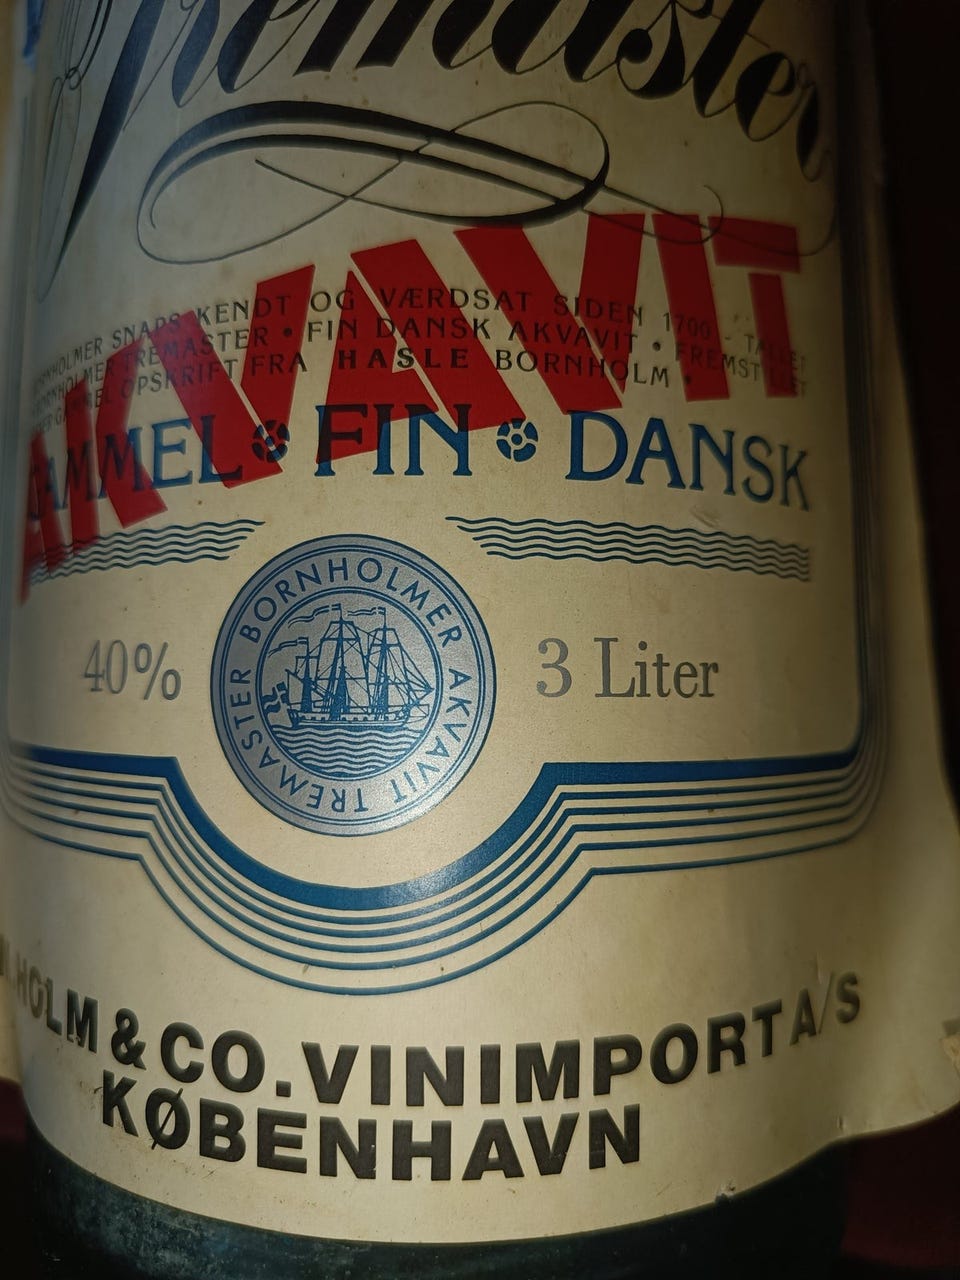 Tremaster
AKVAVIT
BORNHOLMER SNAPS KENDT OG VÆRDSAT SIDEN 1700 - TALLET
BORNHOLMER TREMASTER • FIN DANSK AKVAVIT • FREMSTILLET
EFTER GAMMEL OPSKRIFT FRA HASLE BORNHOLM •
GAMMEL • FIN • DANSK
40%
BORNHOLMER AKVAVIT TREMASTER
3 Liter
HOLM & CO. VINIMPORT A/S
KØBENHAVN